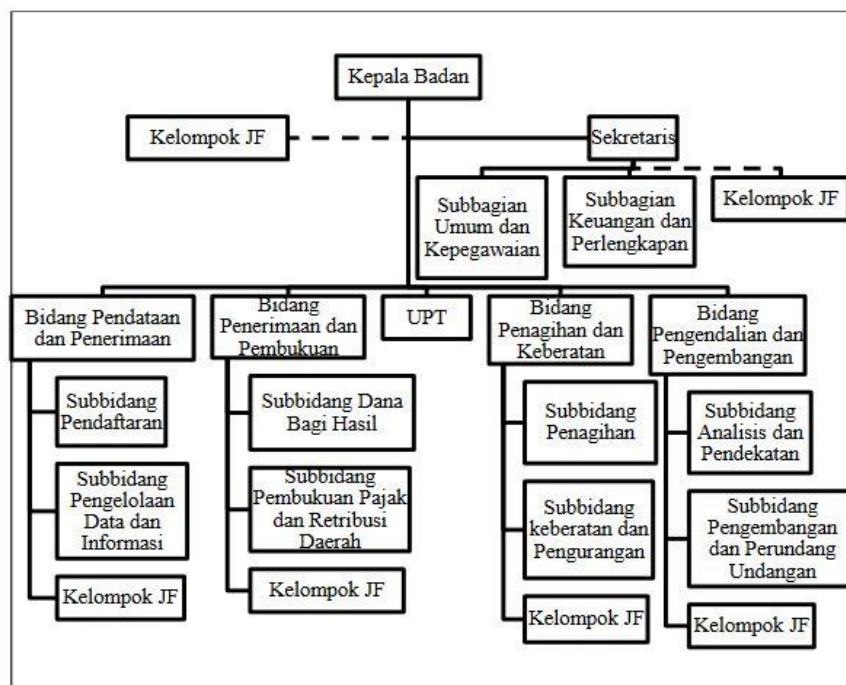 Kepala Badan
Kelompok JF
Sekretaris
Subbagian
Umum dan
Kepegawaian
Subbagian
Keuangan dan
Perlengkapan
Kelompok JF
Bidang Pendataan
dan Penerimaan
Bidang
Penerimaan dan
Pembukuan
UPT
Bidang
Penagihan dan
Keberatan
Bidang
Pengendalian dan
Pengembangan
Subbidang
Pendaftaran
Subbidang
Pengelolaan
Data dan
Informasi
Kelompok JF
Subbidang Dana
Bagi Hasil
Subbidang
Pembukuan Pajak
dan Retribusi
Daerah
Kelompok JF
Subbidang
Penagihan
Subbidang
keberatan dan
Pengurangan
Kelompok JF
Subbidang
Analisis dan
Pendekatan
Subbidang
Pengembangan
dan Perundang
Undangan
Kelompok JF